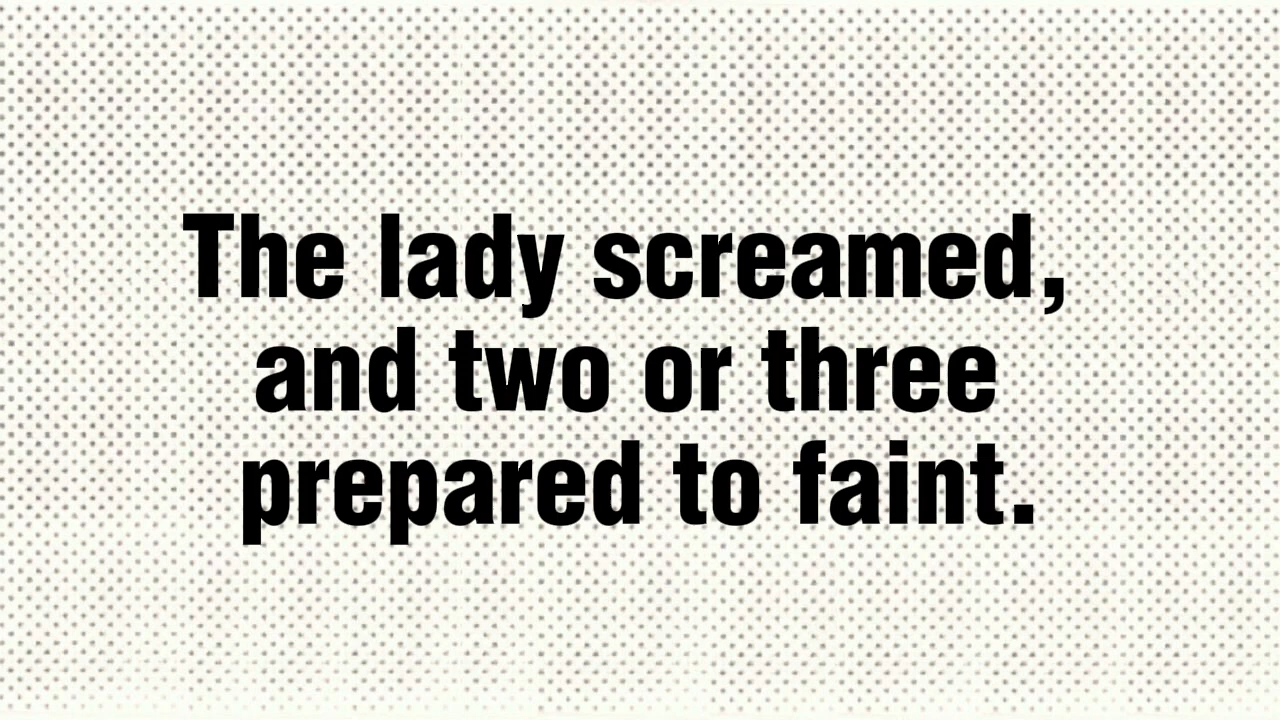 The lady screamed,
and two or three
prepared to faint.